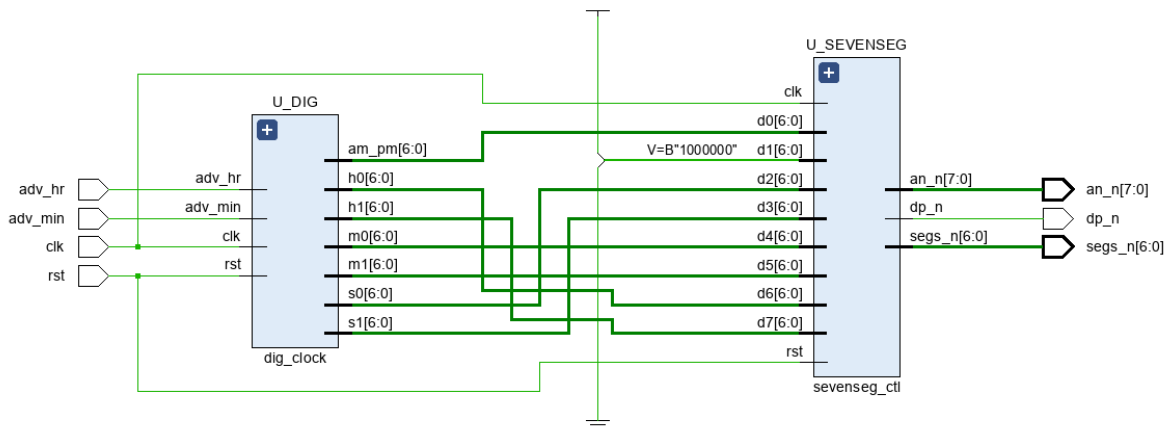 U_SEVENSEG
U_DIG
clk
d0[6:0]
am_pm[6:0]
V=B"1000000"
d1[6:0]
adv_hr
adv_hr
h0[6:0]
d2[6:0]
an_n[7:0]
an_n[7:0]
adv_min
adv_min
h1[6:0]
d3[6:0]
dp_n
dp_n
clk
clk
m0[6:0]
d4[6:0]
segs_n[6:0]
segs_n[6:0]
rst
rst
m1[6:0]
d5[6:0]
s0[6:0]
d6[6:0]
s1[6:0]
d7[6:0]
rst
dig_clock
sevenseg_ctl